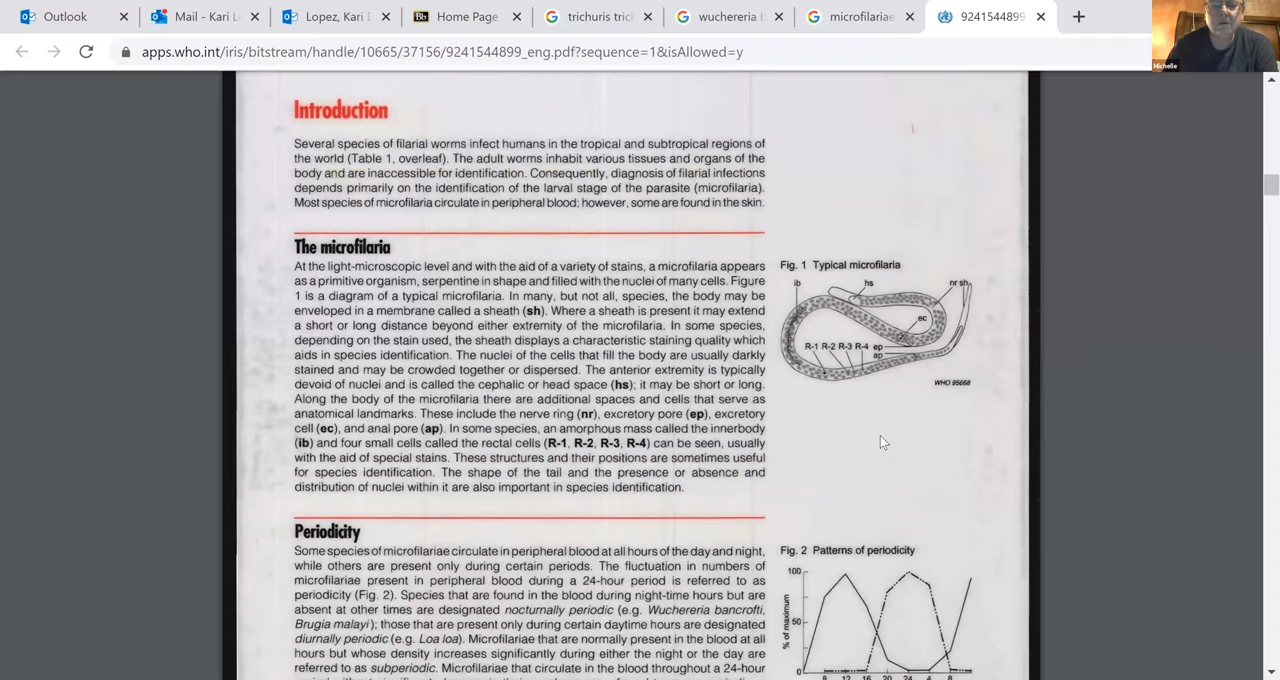 Outlook
Mail - Kari L
Lopez, Kari
Home Page
trichuris tric
wuchereria b
microfilariae
9241544899
apps.who.int/iris/bitstream/handle/10665/37156/9241544899_eng.pdf?sequence=1&isAllowed=y
Michelle
Introduction
Several species of filarial worms infect humans in the tropical and subtropical regions of
the world (Table 1, overleaf). The adult worms inhabit various tissues and organs of the
body and are inaccessible for identification. Consequently, diagnosis of filarial infections
depends primarily on the identification of the larval stage of the parasite (microfilaria).
Most species of microfilaria circulate in peripheral blood; however, some are found in the skin.
The microfilaria
At the light-microscopic level and with the aid of a variety of stains, a microfilaria appears
as a primitive organism, serpentine in shape and filled with the nuclei of many cells. Figure
1 is a diagram of a typical microfilaria. In many, but not all, species, the body may be
enveloped in a membrane called a sheath (sh). Where a sheath is present it may extend
a short or long distance beyond either extremity of the microfilaria. In some species,
depending on the stain used, the sheath displays a characteristic staining quality which
aids in species identification. The nuclei of the cells that fill the body are usually darkly
stained and may be crowded together or dispersed. The anterior extremity is typically
devoid of nuclei and is called the cephalic or head space (hs); it may be short or long.
Along the body of the microfilaria there are additional spaces and cells that serve as
anatomical landmarks. These include the nerve ring (nr), excretory pore (ep), excretory
cell (ec), and anal pore (ap). In some species, an amorphous mass called the innerbody
(ib) and four small cells called the rectal cells (R-1, R-2, R-3, R-4) can be seen, usually
with the aid of special stains. These structures and their positions are sometimes useful
for species identification. The shape of the tail and the presence or absence and
distribution of nuclei within it are also important in species identification.
Fig. 1 Typical microfilaria
ib hs nr sh
ec
R-1 R-2 R-3 R-4 ep
ap
WHO 95668
Periodicity
Some species of microfilariae circulate in peripheral blood at all hours of the day and night,
while others are present only during certain periods. The fluctuation in numbers of
microfilariae present in peripheral blood during a 24-hour period is referred to as
periodicity (Fig. 2). Species that are found in the blood during night-time hours but are
absent at other times are designated nocturnally periodic (e.g. Wuchereria bancrofti,
Brugia malayi); those that are present only during certain daytime hours are designated
diurnally periodic (e.g. Loa loa). Microfilariae that are normally present in the blood at all
hours but whose density increases significantly during either the night or the day are
referred to as subperiodic. Microfilariae that circulate in the blood throughout a 24-hour
Fig. 2 Patterns of periodicity
100
50
0
% of maximum
8 12 16 20 24 4 8